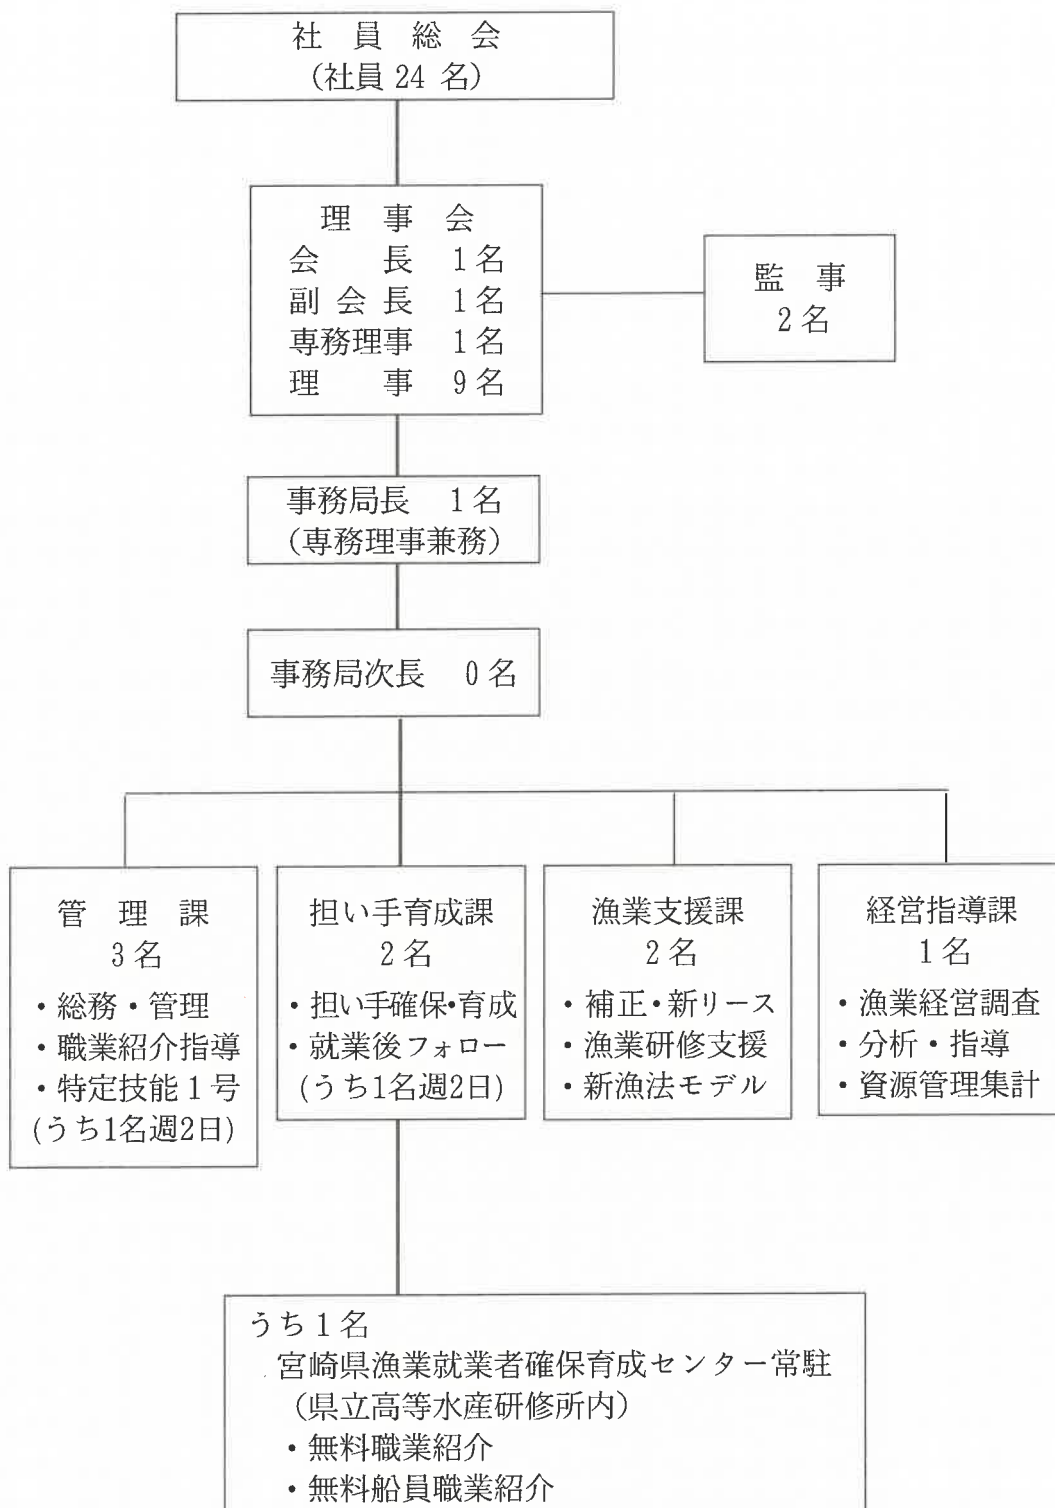 社 員 総 会
(社員 24 名)
理 事 会
会 長 1名
副 会 長 1名
専務理事 1名
理 事 9名
監 事
2名
事務局長 1名
(専務理事兼務)
事務局次長 0名
管 理 課
3名
・総務・管理
・職業紹介指導
・特定技能1号
(うち1名週2日)
担い手育成課
2名
・担い手確保・育成
・就業後フォロー
(うち1名週2日)
漁業支援課
2名
・補正・新リース
・漁業研修支援
・新漁法モデル
経営指導課
1名
・漁業経営調査
・分析・指導
・資源管理集計
うち1名
宮崎県漁業就業者確保育成センター常駐
(県立高等水産研修所内)
・無料職業紹介
・無料船員職業紹介